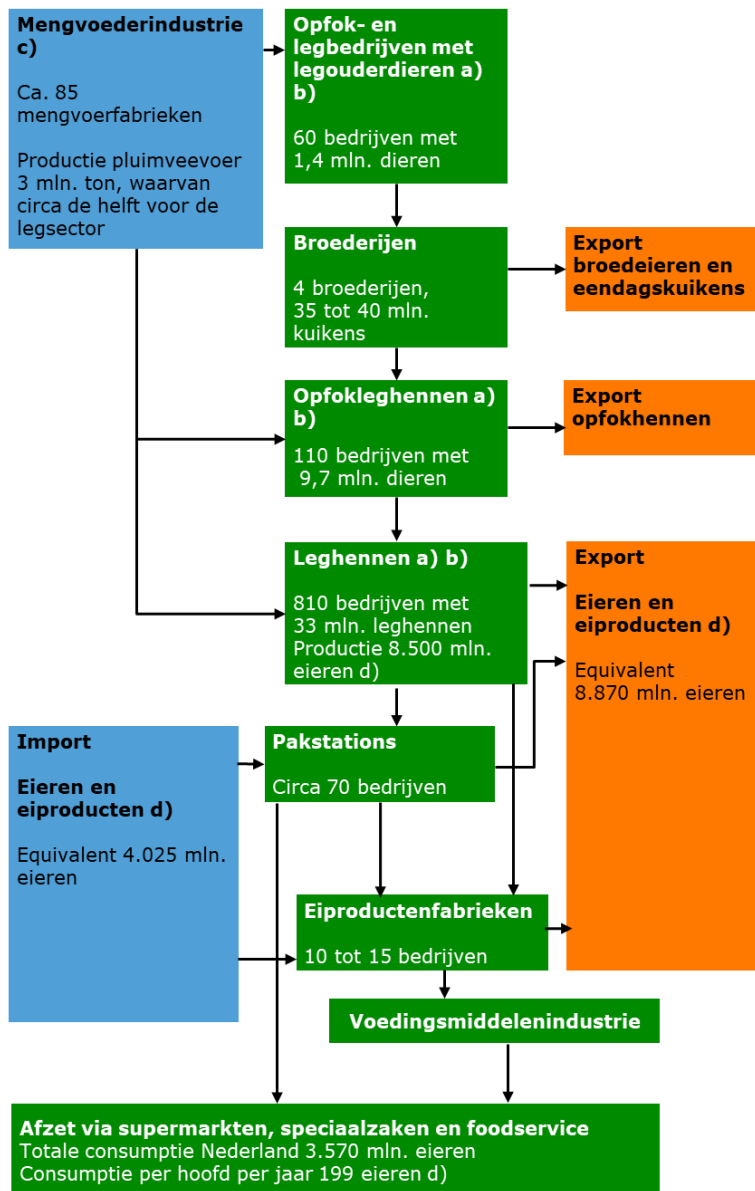 Mengvoederindustrie
c)
Ca. 85
mengvoerfabrieken
Productie pluimveevoer
3 mln. ton, waarvan
circa de helft voor de
legsector
Opfok- en
legbedrijven met
legouderdieren a)
b)
60 bedrijven met
1,4 mln. dieren
Broederijen
4 broederijen,
35 tot 40 mln.
kuikens
Export
broedeieren en
eendagskuikens
Opfokleghennen a)
b)
110 bedrijven met
9,7 mln. dieren
Export
opfokhennen
Leghennen a) b)
810 bedrijven met
33 mln. leghennen
Productie 8.500 mln.
eieren d)
Export
Eieren en
eiproducten d)
Equivalent
8.870 mln. eieren
Import
Eieren en
eiproducten d)
Equivalent 4.025 mln.
eieren
Pakstations
Circa 70 bedrijven
Eiproductenfabrieken
10 tot 15 bedrijven
Voedingsmiddelenindustrie
Afzet via supermarkten, speciaalzaken en foodservice
Totale consumptie Nederland 3.570 mln. eieren
Consumptie per hoofd per jaar 199 eieren d)